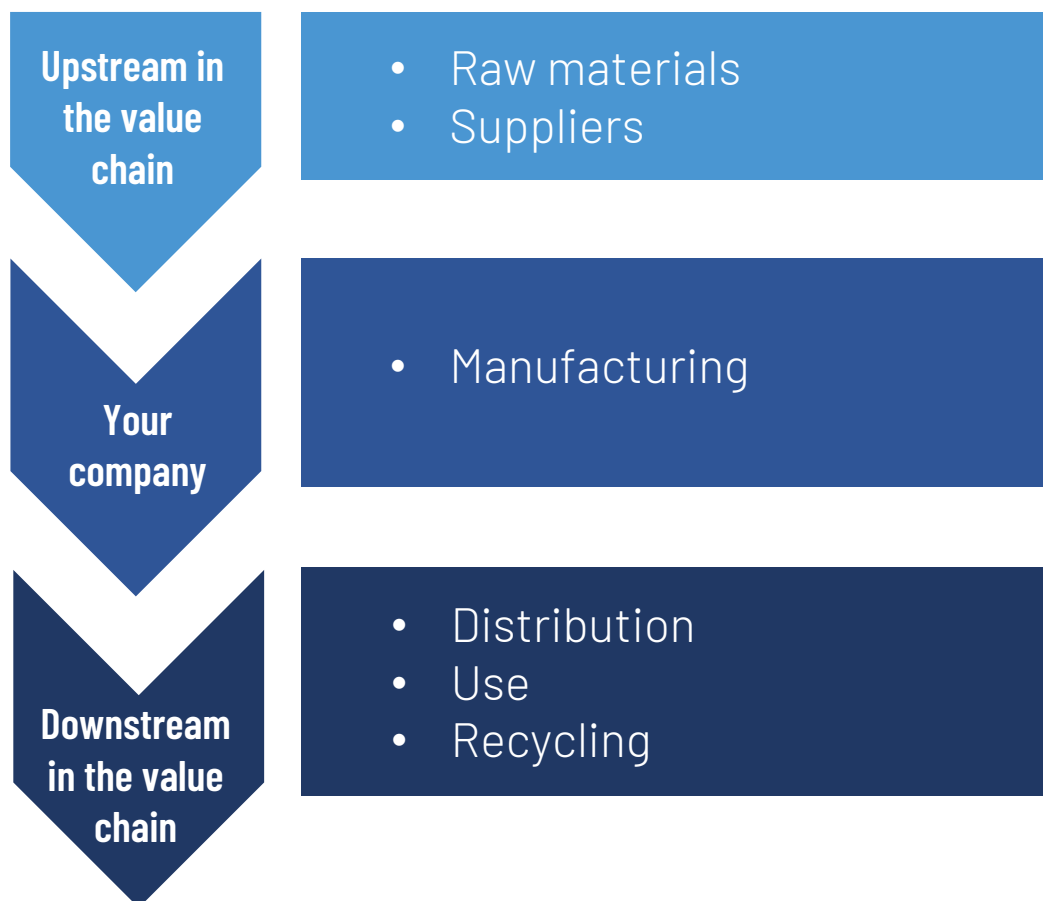 Upstream in
the value
chain
• Raw materials
• Suppliers
Your
company
• Manufacturing
Downstream
in the value
chain
• Distribution
• Use
• Recycling